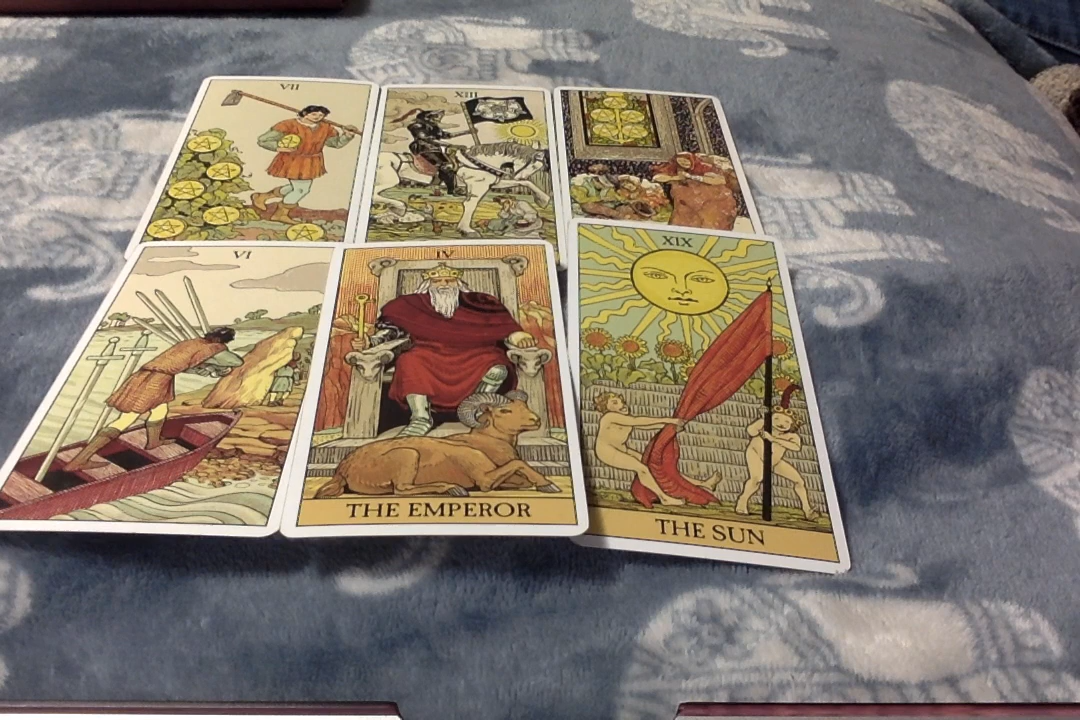 VII
XIII
VI
IV
XIX
THE EMPEROR
THE SUN